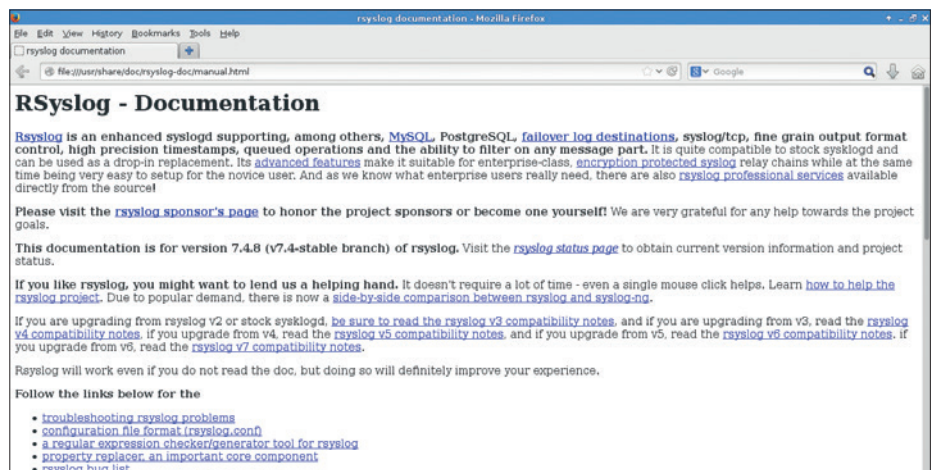 rsyslog documentation - Mozilla Firefox
File Edit View History Bookmarks Tools Help
rsyslog documentation
file:///usr/share/doc/rsyslog-doc/manual.html
Google
RSyslog - Documentation
Rsyslog is an enhanced syslogd supporting, among others, MySQL, PostgreSQL, failover log destinations, syslog/tcp, fine grain output format
control, high precision timestamps, queued operations and the ability to filter on any message part. It is quite compatible to stock sysklogd and
can be used as a drop-in replacement. Its advanced features make it suitable for enterprise-class, encryption protected syslog relay chains while at the same
time being very easy to setup for the novice user. And as we know what enterprise users really need, there are also rsyslog professional services available
directly from the source!
Please visit the rsyslog sponsor's page to honor the project sponsors or become one yourself! We are very grateful for any help towards the project
goals.
This documentation is for version 7.4.8 (v7.4-stable branch) of rsyslog. Visit the rsyslog status page to obtain current version information and project
status.
If you like rsyslog, you might want to lend us a helping hand. It doesn't require a lot of time - even a single mouse click helps. Learn how to help the
rsyslog project. Due to popular demand, there is now a side-by-side comparison between rsyslog and syslog-ng.
If you are upgrading from rsyslog v2 or stock sysklogd, be sure to read the rsyslog v3 compatibility notes, and if you are upgrading from v3, read the rsyslog
v4 compatibility notes, if you upgrade from v4, read the rsyslog v5 compatibility notes, and if you upgrade from v5, read the rsyslog v6 compatibility notes. if
you upgrade from v6, read the rsyslog v7 compatibility notes.
Rsyslog will work even if you do not read the doc, but doing so will definitely improve your experience.
Follow the links below for the
• troubleshooting rsyslog problems
• configuration file format (rsyslog.conf)
• a regular expression checker/generator tool for rsyslog
• property replacer, an important core component
• rsyslog bug list